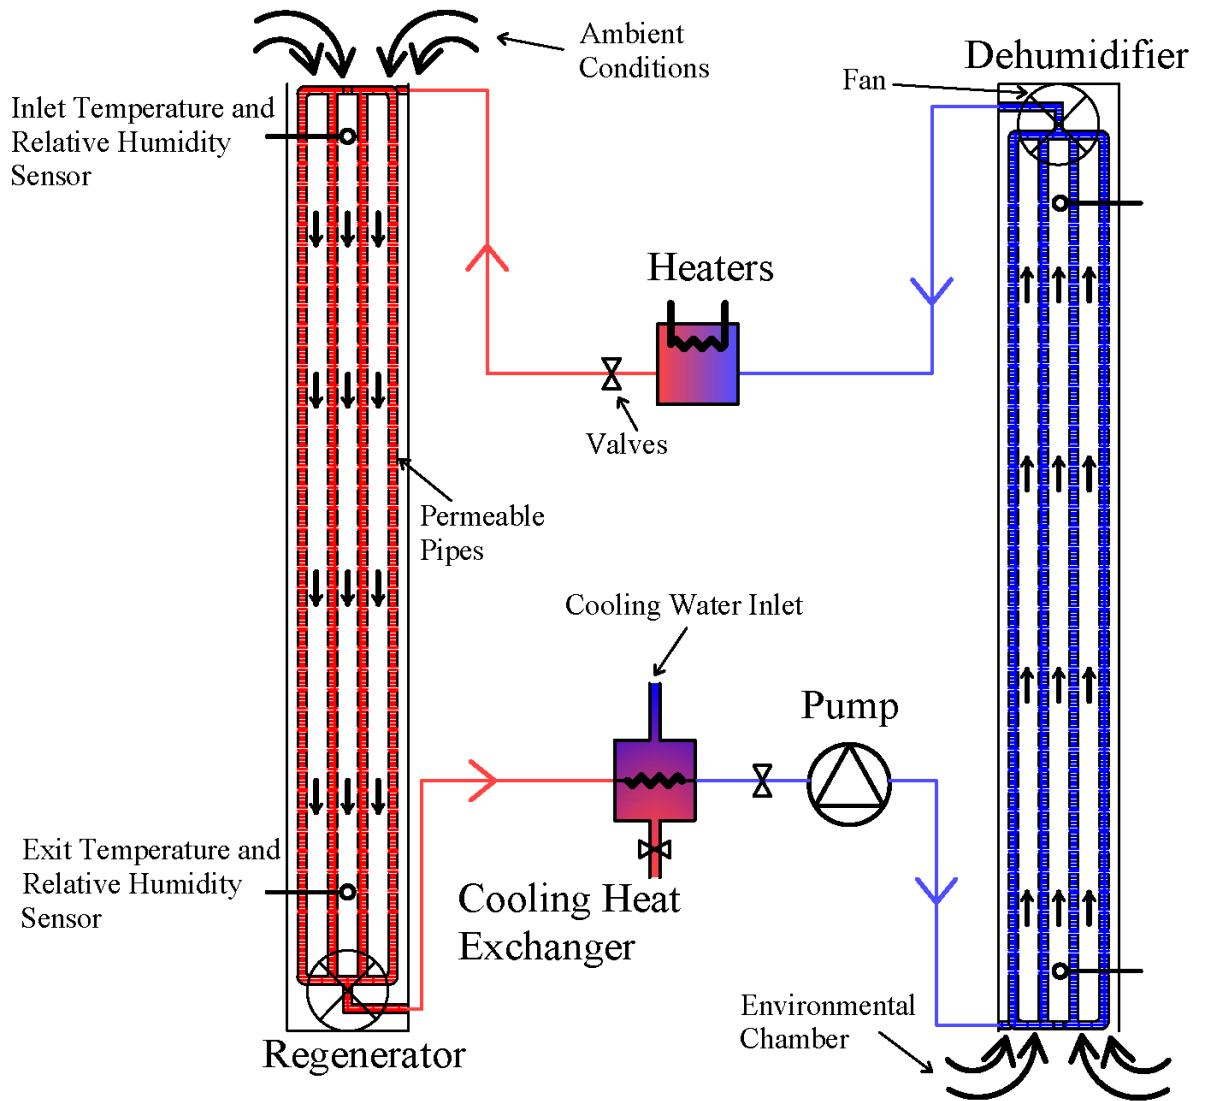 Ambient
Conditions
Dehumidifier
Fan
Inlet Temperature and
Relative Humidity
Sensor
Heaters
Valves
Permeable
Pipes
Cooling Water Inlet
Pump
Exit Temperature and
Relative Humidity
Sensor
Cooling Heat
Exchanger
Environmental
Chamber
Regenerator